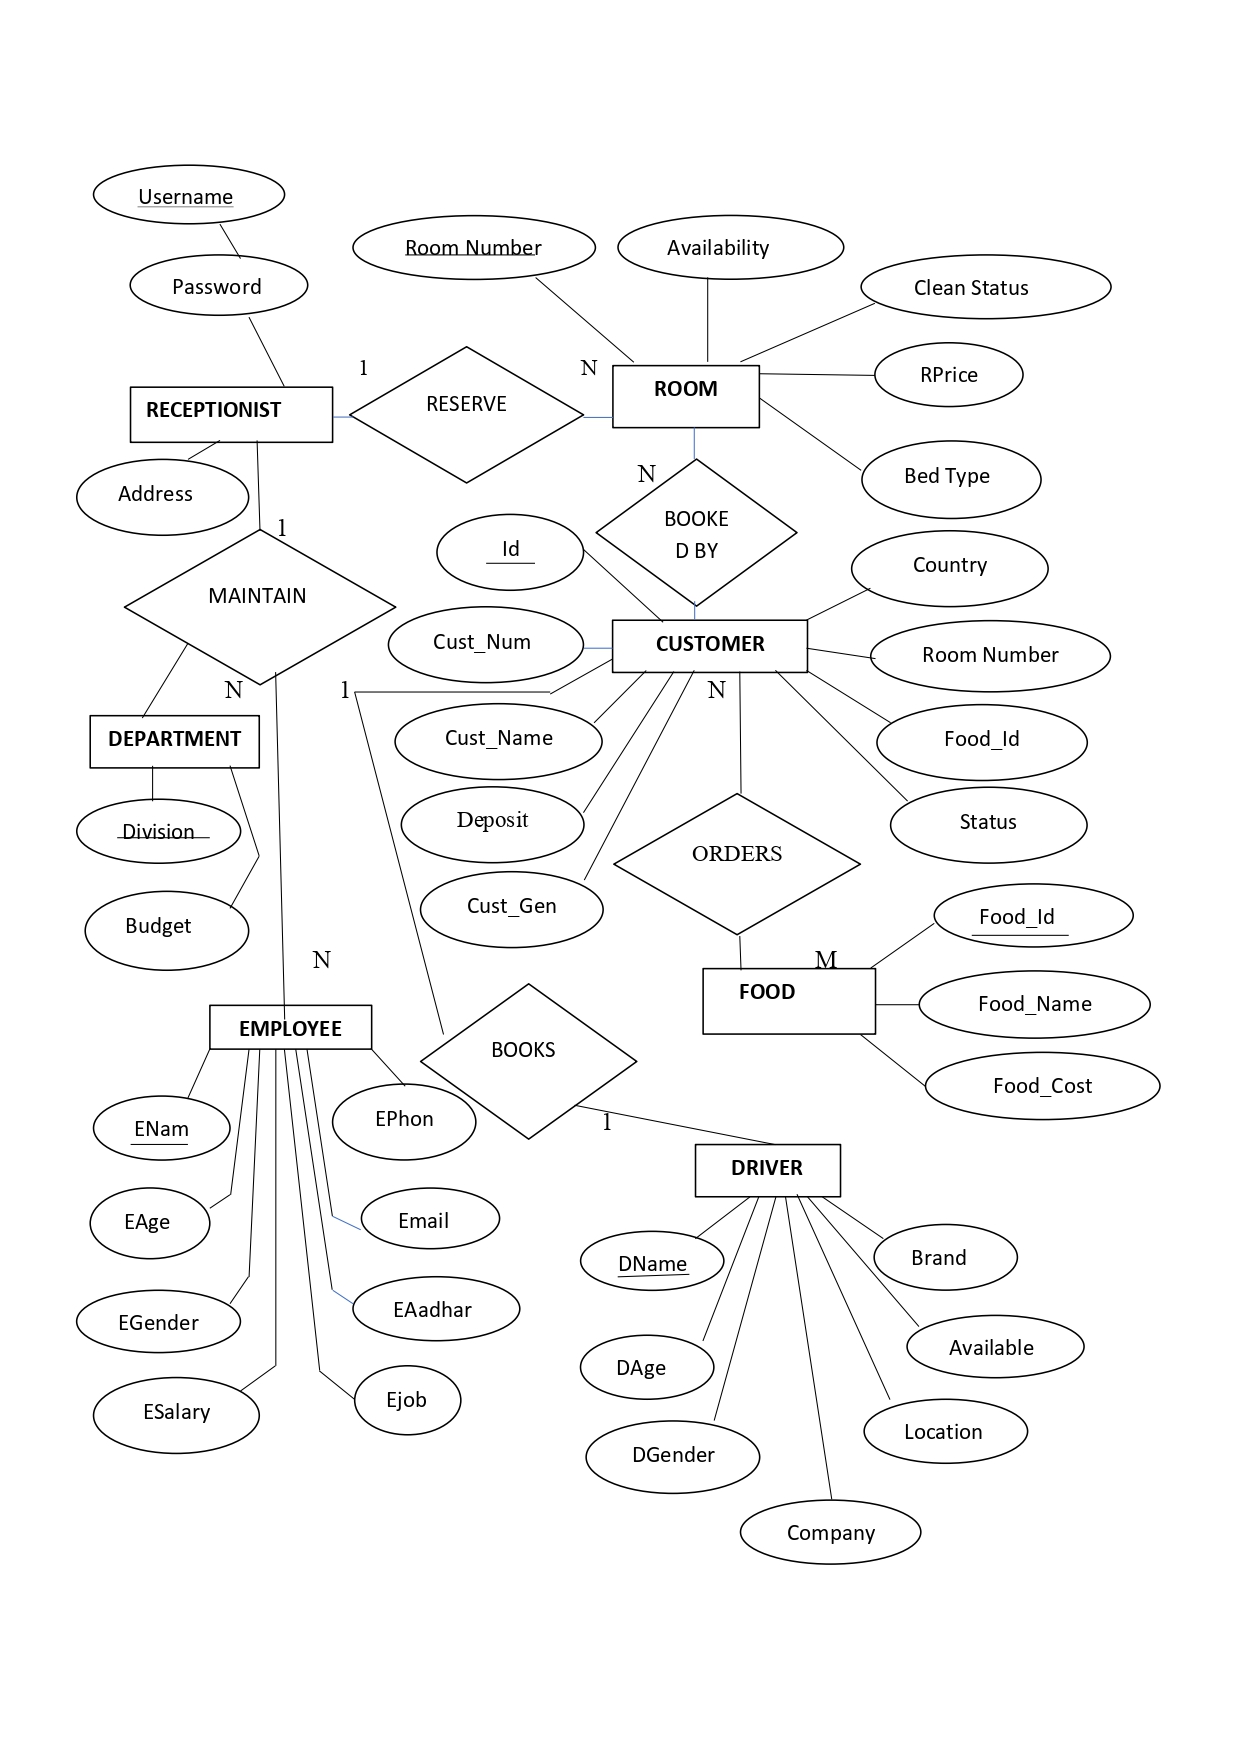 Username
Room Number
Availability
Password
Clean Status
1
N
RPrice
RECEPTIONIST
RESERVE
ROOM
Address
N
Bed Type
1
BOOKE
D BY
Id
Country
MAINTAIN
Cust_Num
CUSTOMER
Room Number
N
1
N
DEPARTMENT
Cust_Name
Food_Id
Division
Deposit
Status
ORDERS
Budget
Cust_Gen
Food_Id
N
M
FOOD
Food_Name
EMPLOYEE
BOOKS
Food_Cost
ENam
EPhon
1
DRIVER
EAge
Email
DName
Brand
EGender
EAadhar
DAge
Available
ESalary
Ejob
DGender
Location
Company